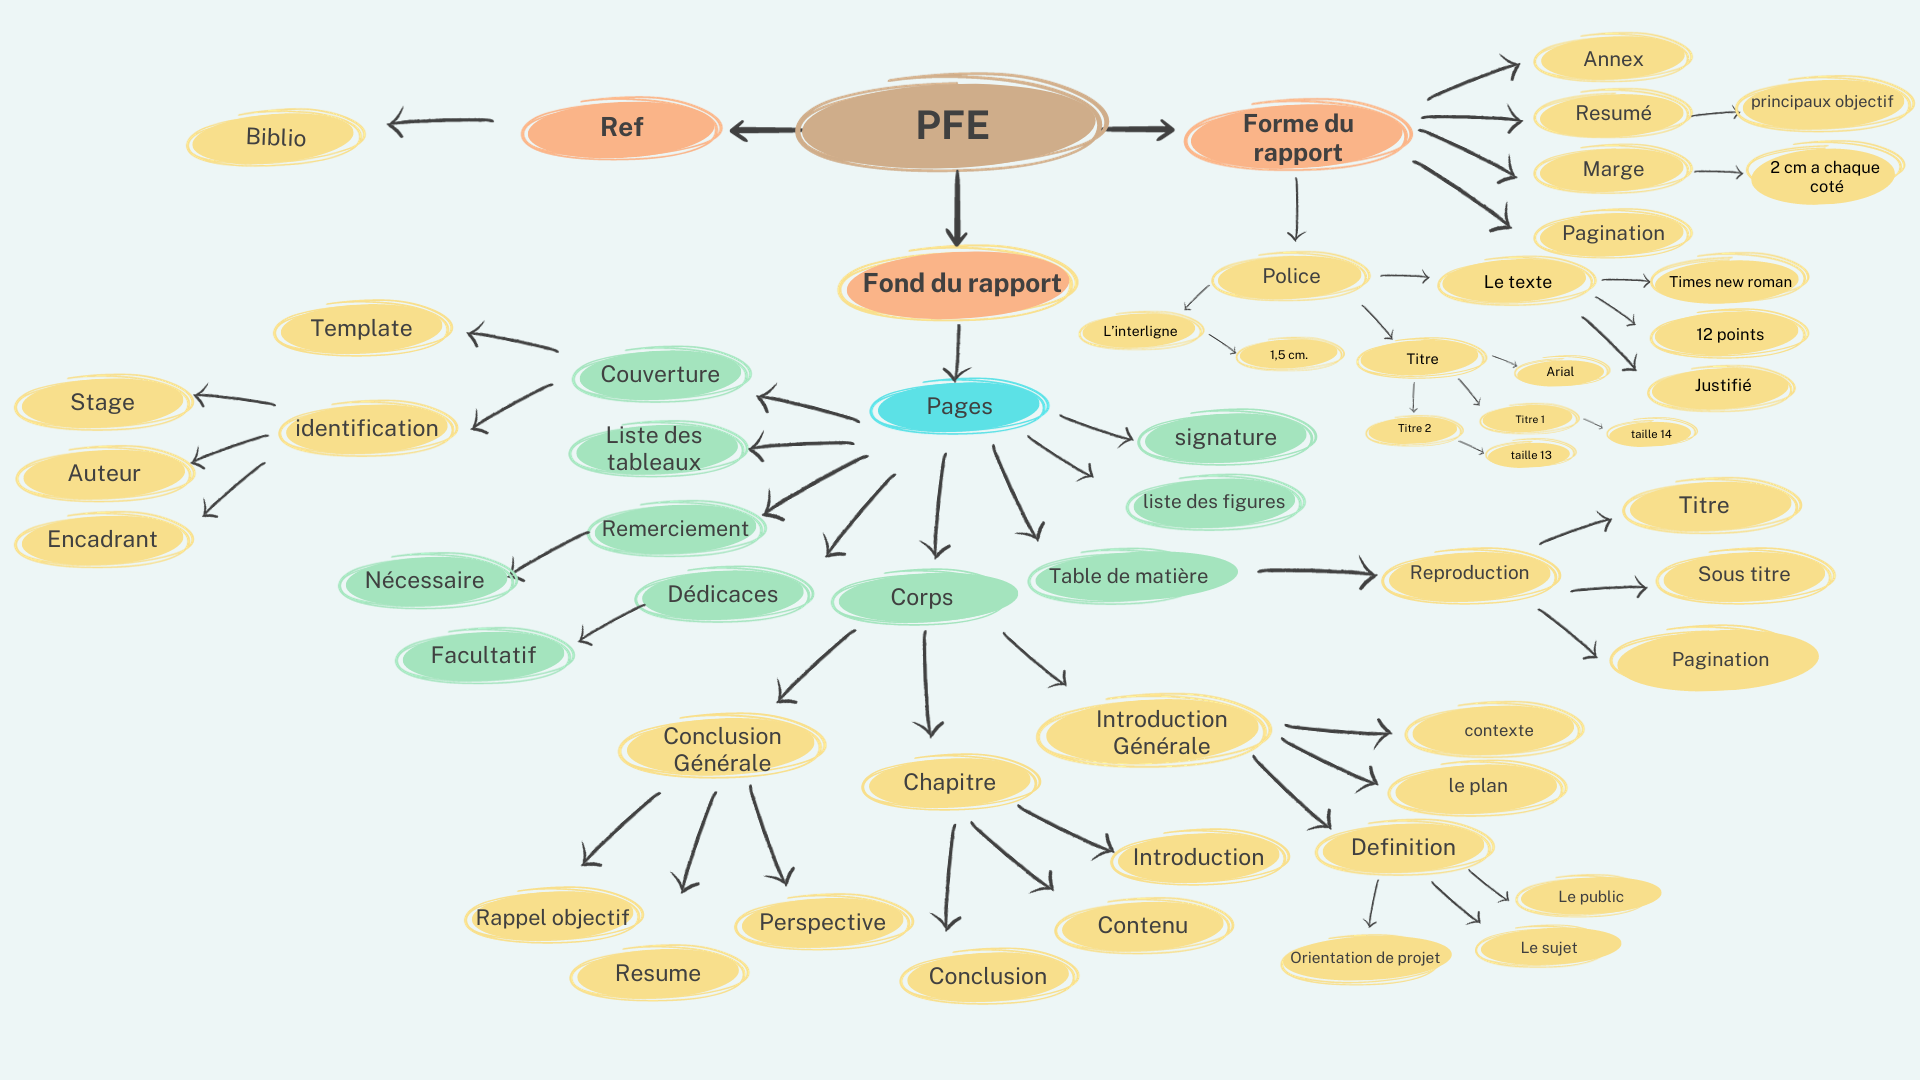 Annex
principaux objectif
PFE
Resumé
Ref
Forme du
rapport
Biblio
Marge
2 cm a chaque
coté
Pagination
Police
Le texte
Times new roman
Fond du rapport
Template
L'interligne
12 points
1,5 cm.
Titre
Arial
Justifié
Couverture
Stage
Pages
identification
Titre 2
Titre 1
taille 14
taille 13
signature
Liste des
tableaux
Auteur
liste des figures
Titre
Remerciement
Encadrant
Nécessaire
Table de matière
Reproduction
Sous titre
Dédicaces
Corps
Facultatif
Pagination
Conclusion
Générale
Introduction
Générale
contexte
Chapitre
le plan
Definition
Introduction
Le public
Rappel objectif
Perspective
Contenu
Le sujet
Orientation de projet
Resume
Conclusion